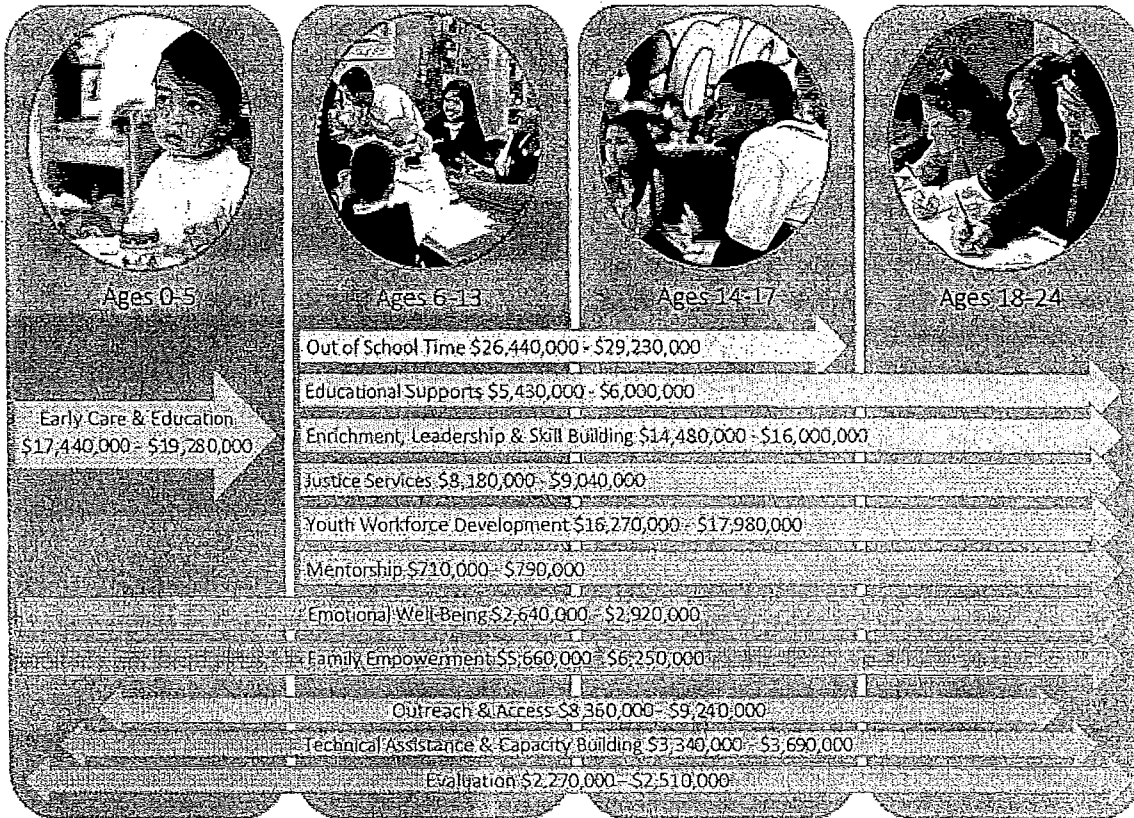 Ages 0-5
Ages 6-13
Ages 14-17
Ages 18-24
Out of School Time $26,440,000 - $29,230,000
Educational Supports $5,430,000 - $6,000,000
Early Care & Education
$17,440,000 - $19,280,000
Enrichment, Leadership & Skill Building $14,480,000 - $16,000,000
Justice Services $8,180,000 - $9,040,000
Youth Workforce Development $16,270,000 - $17,980,000
Mentorship $710,000 - $790,000
Emotional Well-Being $2,640,000 - $2,920,000
Family Empowerment $5,660,000 - $6,250,000
Outreach & Access $8,360,000 - $9,240,000
Technical Assistance & Capacity Building $3,340,000 - $3,690,000
Evaluation $2,270,000 - $2,510,000